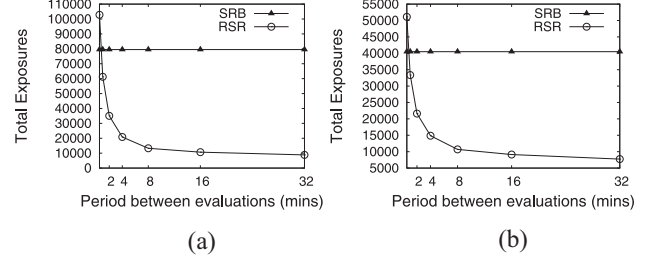 Total Exposures
110000
100000
90000
80000
70000
60000
50000
40000
30000
20000
10000
0
SRB
RSR
2 4 8 16 32
Period between evaluations (mins)
(a)
Total Exposures
55000
50000
45000
40000
35000
30000
25000
20000
15000
10000
5000
SRB
RSR
2 4 8 16 32
Period between evaluations (mins)
(b)